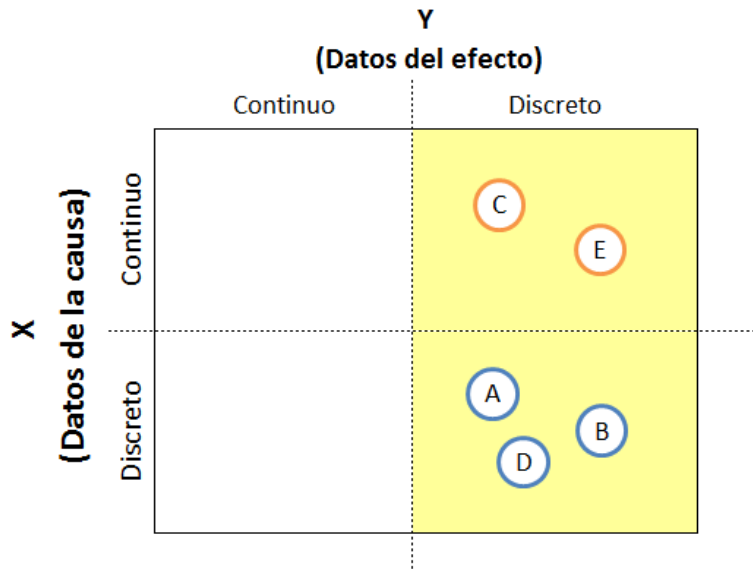 Y
(Datos del efecto)
Continuo
Discreto
X
(Datos de la causa)
Continuo
Discreto
C
E
A
B
D